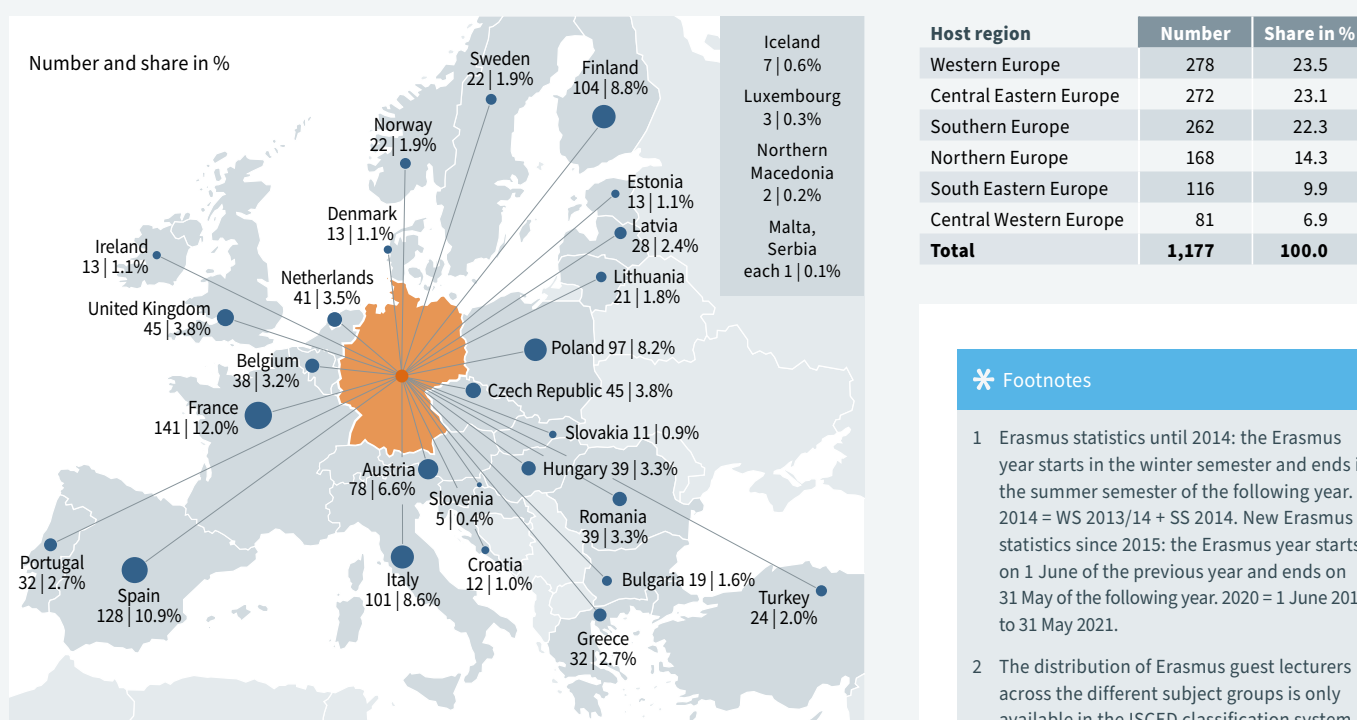 Number and share in %
Sweden
22 | 1.9%
Finland
104 | 8.8%
Norway
22 | 1.9%
Estonia
13 | 1.1%
Denmark
13 | 1.1%
Latvia
28 | 2.4%
Ireland
13 | 1.1%
Netherlands
41 | 3.5%
Lithuania
21 | 1.8%
United Kingdom
45 | 3.8%
Belgium
38 | 3.2%
Poland 97 | 8.2%
Czech Republic 45 | 3.8%
France
141 | 12.0%
Slovakia 11 | 0.9%
Austria
78 | 6.6%
Hungary 39 | 3.3%
Slovenia
5 | 0.4%
Romania
39 | 3.3%
Portugal
32 | 2.7%
Spain
128 | 10.9%
Italy
101 | 8.6%
Croatia
12 | 1.0%
Bulgaria 19 | 1.6%
Turkey
24 | 2.0%
Greece
32 | 2.7%
Iceland
7 | 0.6%
Luxembourg
3 | 0.3%
Northern
Macedonia
2 | 0.2%
Malta,
Serbia
each 1 | 0.1%
Host region Number Share in %
Western Europe 278 23.5
Central Eastern Europe 272 23.1
Southern Europe 262 22.3
Northern Europe 168 14.3
South Eastern Europe 116 9.9
Central Western Europe 81 6.9
Total 1,177 100.0
Footnotes
1 Erasmus statistics until 2014: the Erasmus
year starts in the winter semester and ends
the summer semester of the following year.
2014 = WS 2013/14 + SS 2014. New Erasmus
statistics since 2015: the Erasmus year starts
on 1 June of the previous year and ends on
31 May of the following year. 2020 = 1 June 201
to 31 May 2021.
2 The distribution of Erasmus guest lecturers
across the different subject groups is only
available in the ISCED classification system